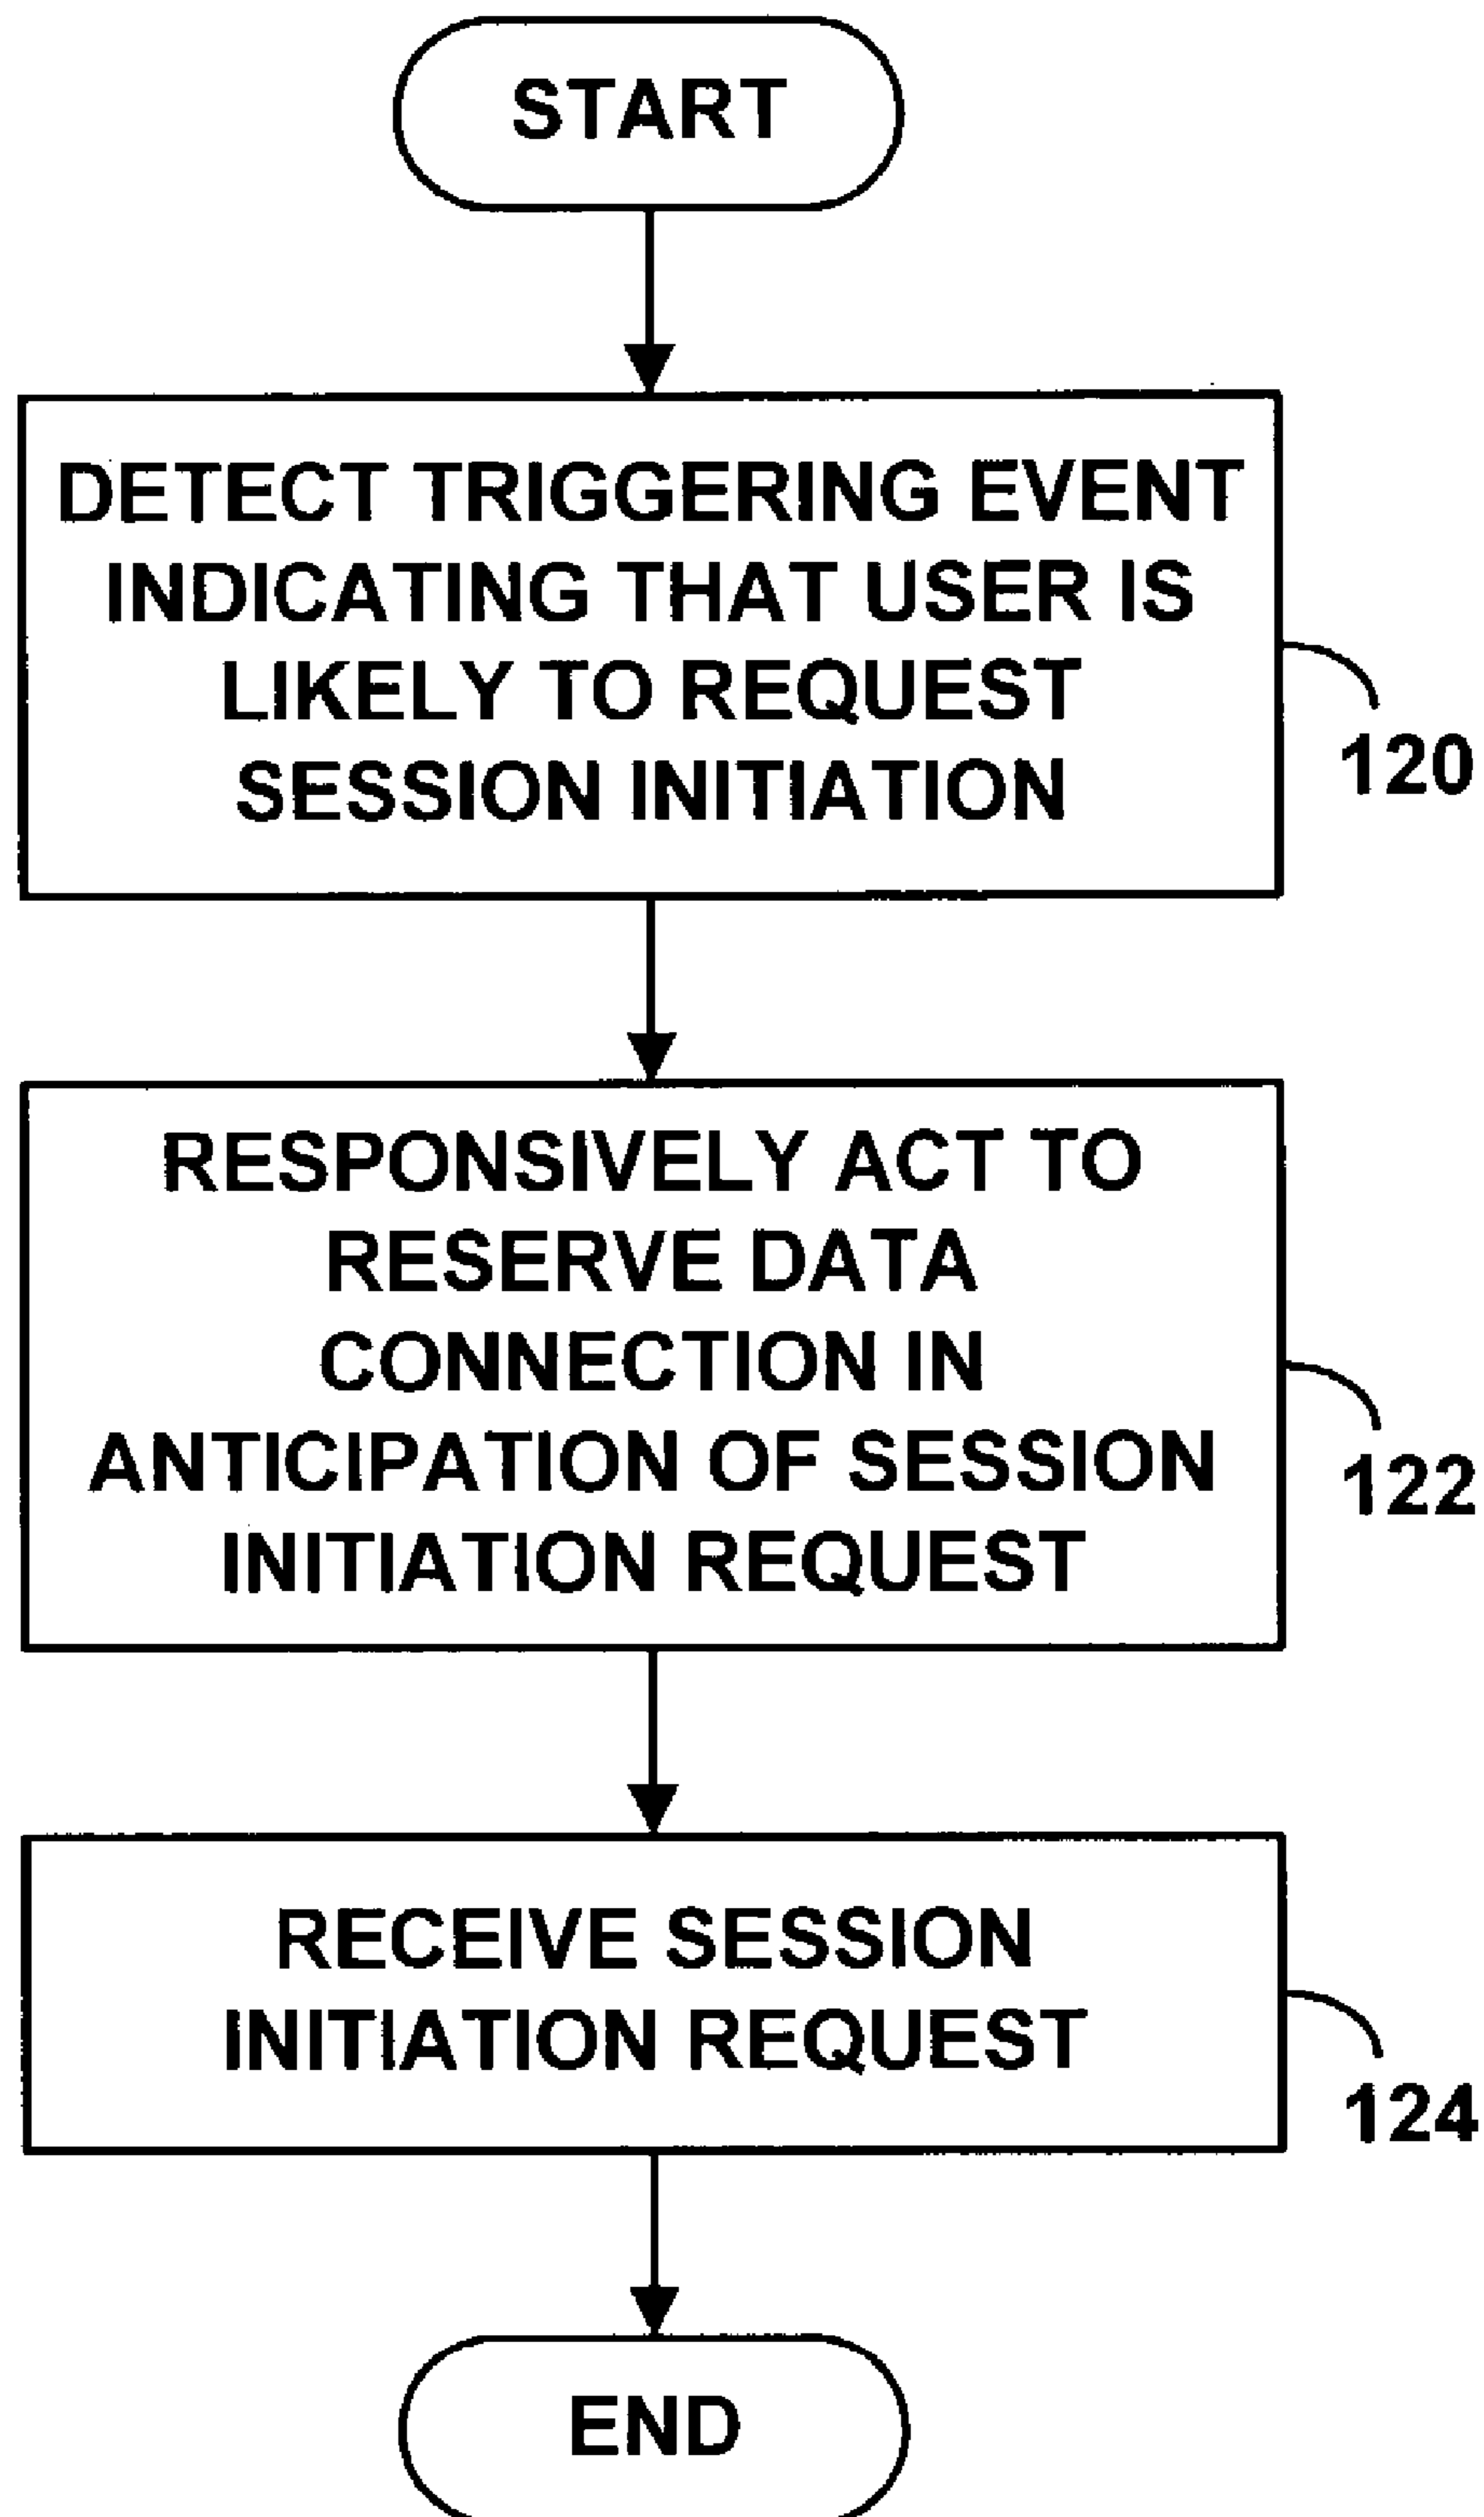 START
DETECT TRIGGERING EVENT
INDICATING THAT USER IS
LIKELY TO REQUEST
SESSION INITIATION
120
RESPONSIVELY ACT TO
RESERVE DATA
CONNECTION IN
ANTICIPATION OF SESSION
INITIATION REQUEST
122
RECEIVE SESSION
INITIATION REQUEST
124
END